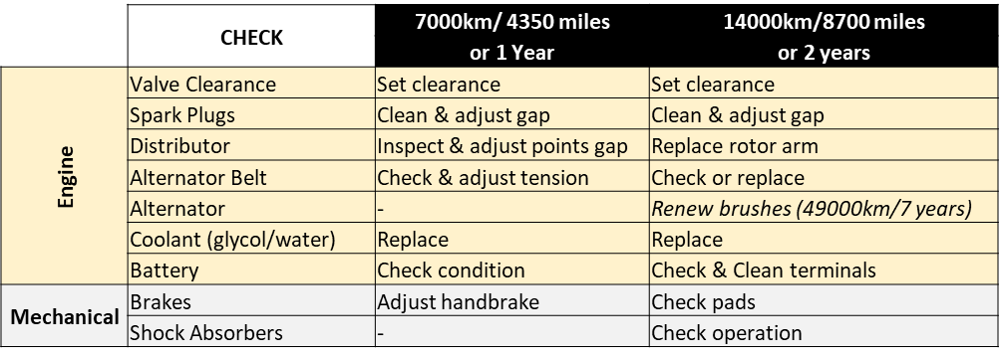 CHECK 7000km/ 4350 miles 14000km/8700 miles
or 1 Year or 2 years
Engine
Valve Clearance Set clearance Set clearance
Spark Plugs Clean & adjust gap Clean & adjust gap
Distributor Inspect & adjust points gap Replace rotor arm
Alternator Belt Check & adjust tension Check or replace
Alternator - Renew brushes (49000km/7 years)
Coolant (glycol/water) Replace Replace
Battery Check condition Check & Clean terminals
Mechanical
Brakes Adjust handbrake Check pads
Shock Absorbers - Check operation